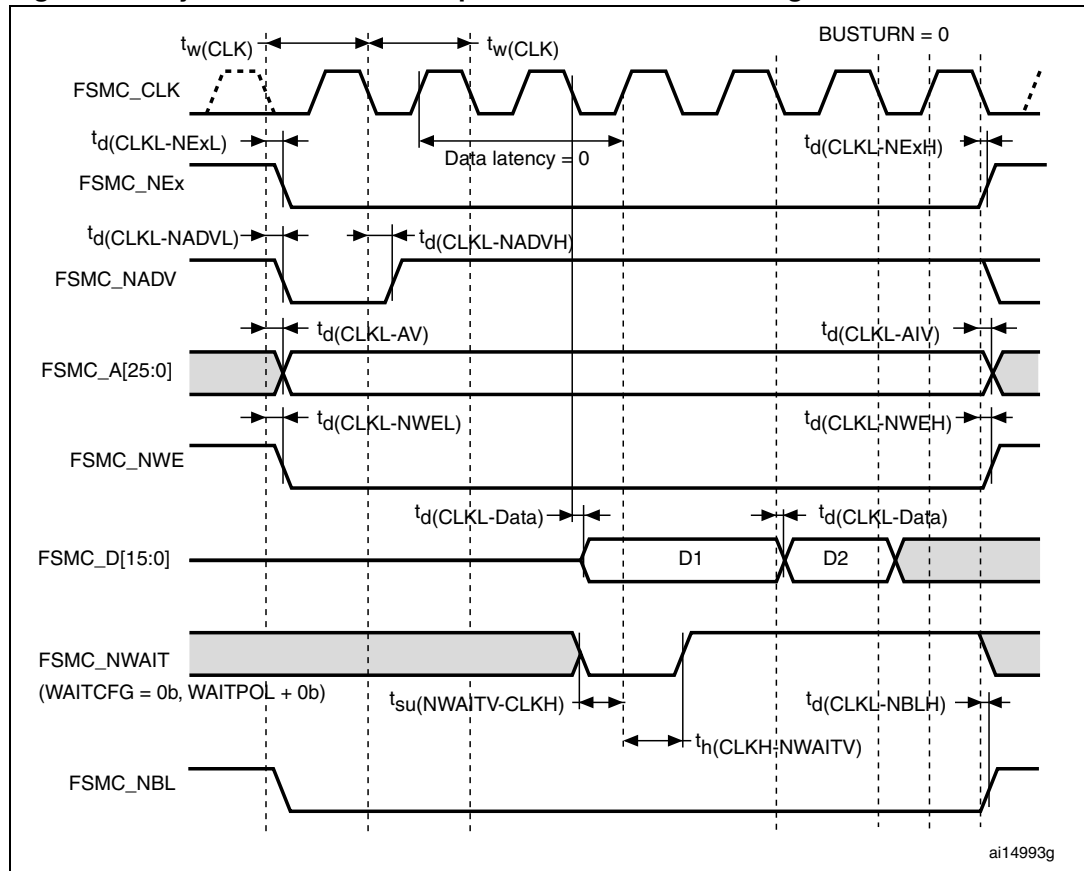 tw(CLK) tw(CLK) BUSTURN = 0
FSMC_CLK
td(CLKL-NExL) Data latency = 0 td(CLKL-NExH)
FSMC_NEx
td(CLKL-NADVL) td(CLKL-NADVH)
FSMC_NADV
td(CLKL-AV) td(CLKL-AIV)
FSMC_A[25:0]
td(CLKL-NWEL) td(CLKL-NWEH)
FSMC_NWE
td(CLKL-Data) td(CLKL-Data)
FSMC_D[15:0] D1 D2
FSMC_NWAIT
(WAITCFG = 0b, WAITPOL + 0b)
tsu(NWAITV-CLKH) td(CLKL-NBLH)
th(CLKH-NWAITV)
FSMC_NBL
ai14993g